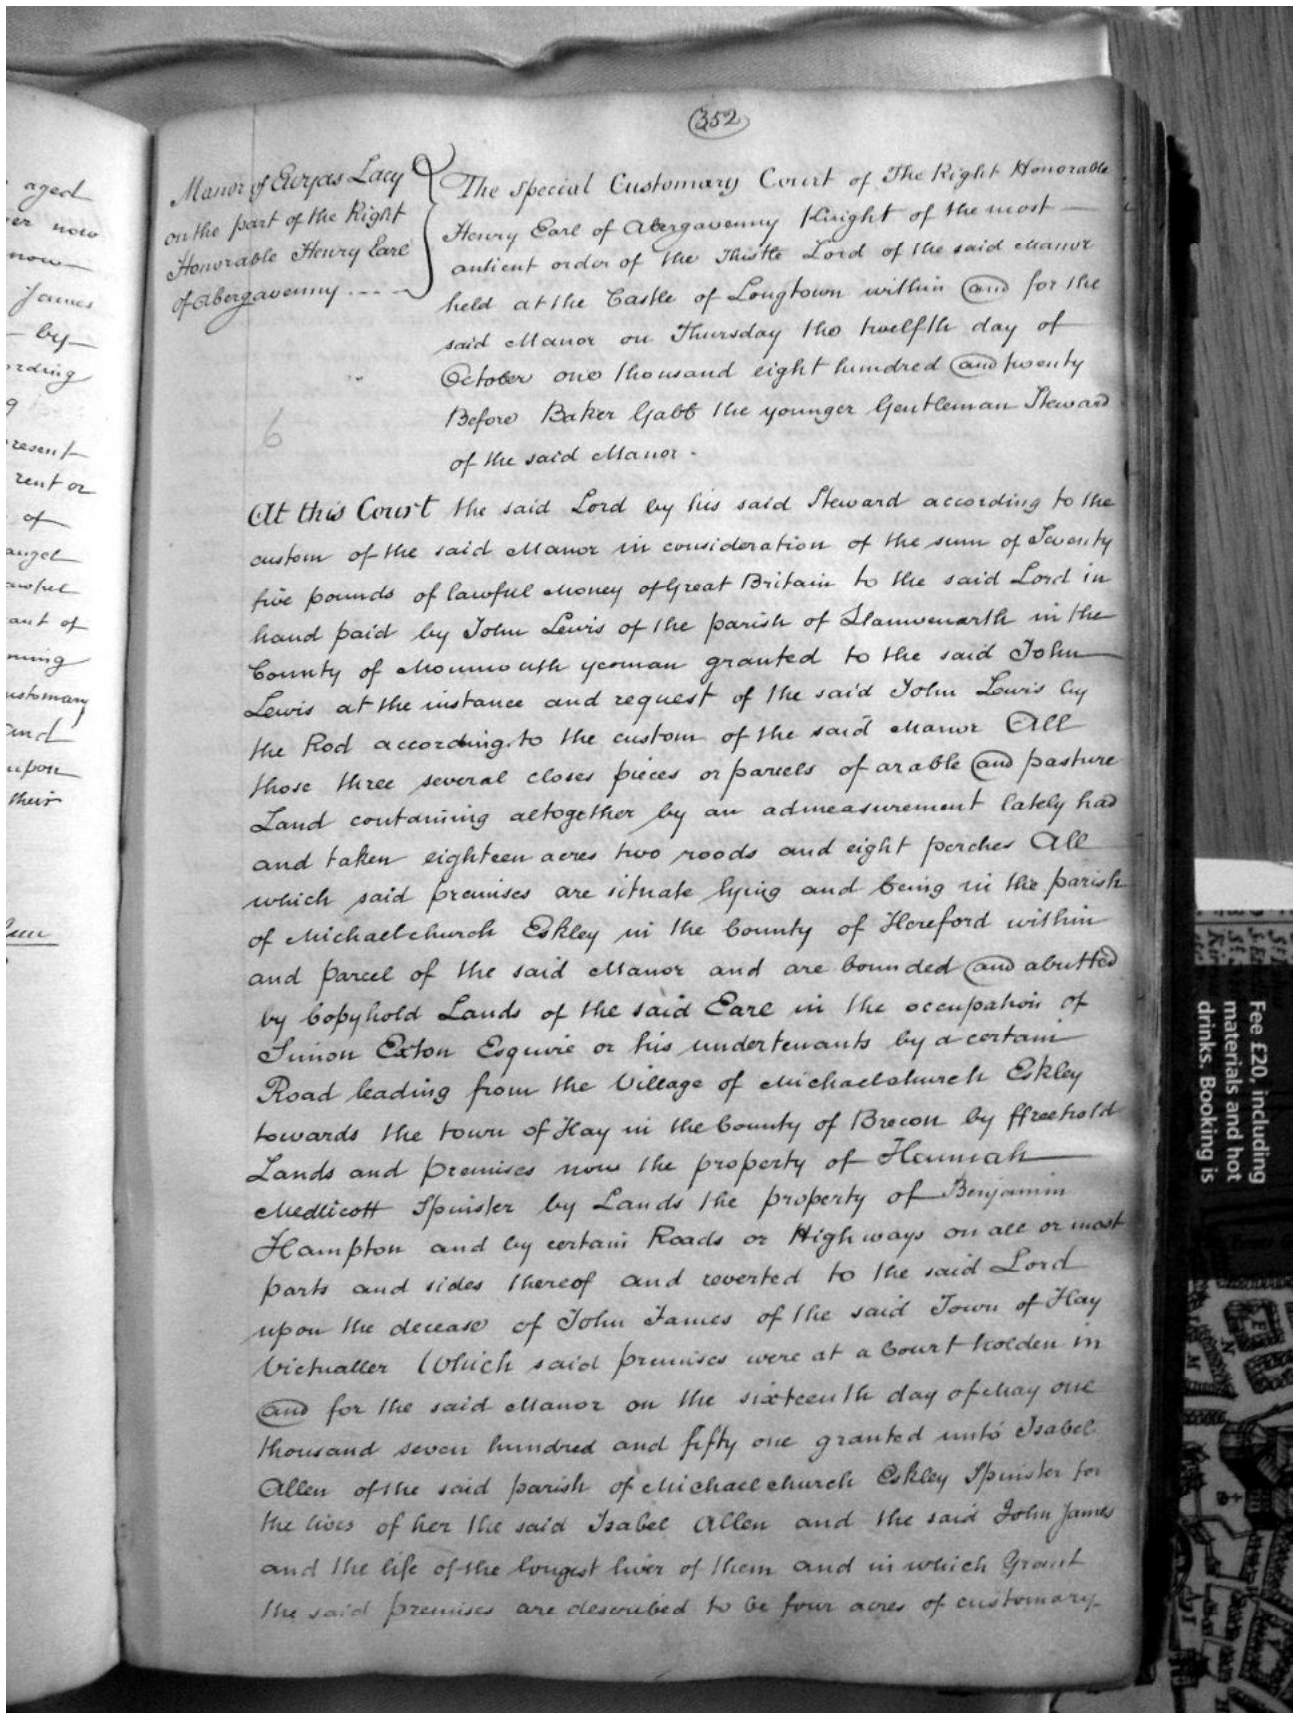 352
Manor of Ewyas Lacy
on the part of the Right
Honorable Henry Earl
of Abergavenny
The Special Customary Court of The Right Honorable
Henry Earl of Abergavenny Knight of the most
antient order of the Thistle Lord of the said Manor
held at the Castle of Longtown within and for the
said Manor on Thursday the twelfth day of
October one thousand eight hundred and twenty
Before Baker Gabb the younger Gentleman Steward
of the said Manor.
6
At this Court the said Lord by his said Steward according to the
custom of the said Manor in consideration of the sum of Twenty
five pounds of lawful Money of Great Britain to the said Lord in
hand paid by John Lewis of the parish of Llanwenarth in the
County of Monmouth yeoman granted to the said John
Lewis at the instance and request of the said John Lewis by
the Rod according to the custom of the said Manor All
those three several closes pieces or parcels of arable and pasture
Land containing altogether by an admeasurement lately had
and taken eighteen acres two roods and eight perches All
which said premises are situate lying and being in the parish
of Michaelchurch Eskley in the County of Hereford within
and parcel of the said Manor and are bounded and abutted
by Copyhold Lands of the said Earl in the occupation of
Simon Exton Esquire or his undertenants by a certain
Road leading from the Village of Michaelchurch Eskley
towards the town of Hay in the County of Brecon by ffreehold
Lands and premises now the property of Hannah
Medlicott Spinster by Lands the property of Benjamin
Hampton and by certain Roads or Highways on all or most
parts and sides thereof and reverted to the said Lord
upon the decease of John James of the said Town of Hay
Victualler (Which said premises were at a Court holden in
and for the said Manor on the sixteenth day of May one
thousand seven hundred and fifty one granted unto Isabel
Allen of the said parish of Michaelchurch Eskley Spinster for
the lives of her the said Isabel Allen and the said John James
and the life of the longest liver of them and in which Grant
the said premises are described to be four acres of customary
aged
now
now
James
by
resent
rent or
of
and
upon
their
Fee £20, including
materials and hot
drinks. Booking is